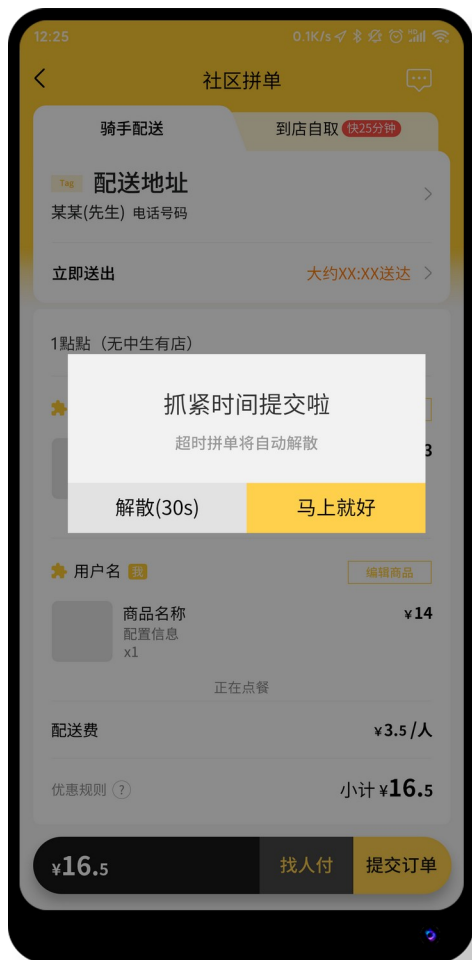 12:25
0.1K/s
社区拼单
骑手配送
到店自取 快25分钟
Tag 配送地址
某某(先生) 电话号码
立即送出
大约XX:XX送达
1點點（无中生有店）
抓紧时间提交啦
超时拼单将自动解散
3
解散(30s)
马上就好
用户名 我
编辑商品
商品名称
¥14
配置信息
x1
正在点餐
配送费
¥3.5/人
优惠规则 ?
小计 ¥16.5
¥16.5
找人付
提交订单